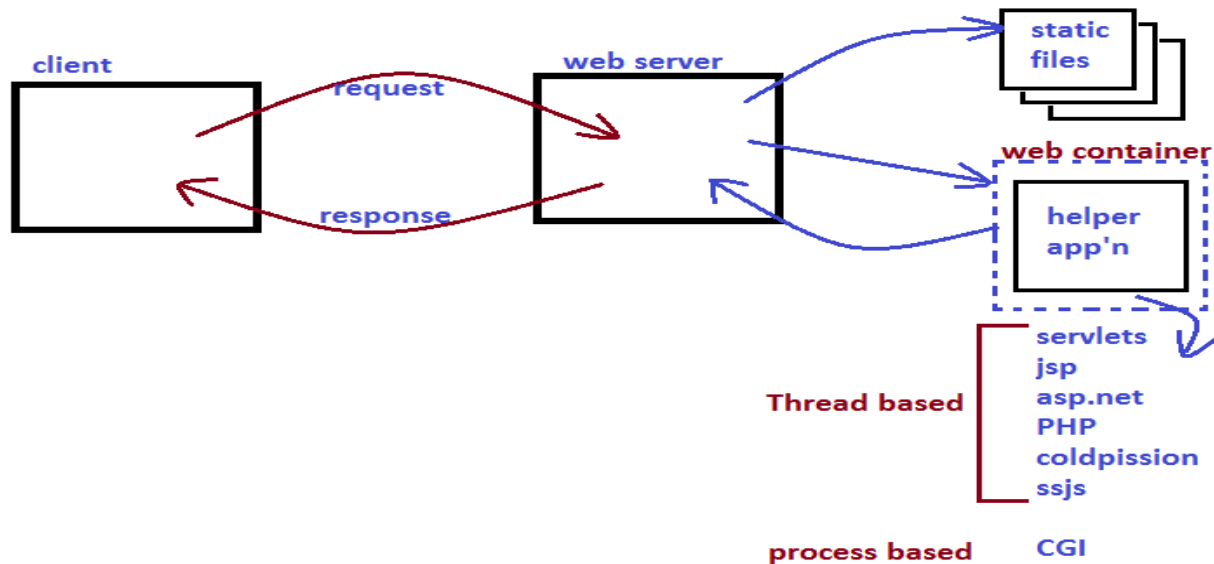 client
request
response
web server
static
files
web container
helper
app'n
Thread based
servlets
jsp
asp.net
PHP
coldpission
ssjs
process based
CGI